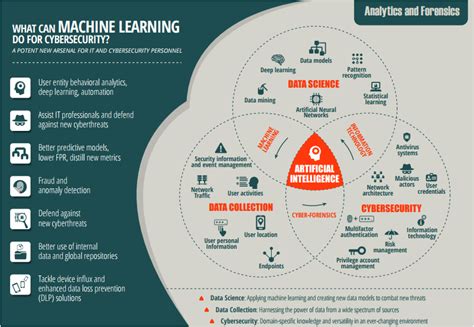 Analytics and Forensics
WHAT CAN MACHINE LEARNING
DO FOR CYBERSECURITY?
A POTENT NEW ARSENAL FOR IT AND CYBERSECURITY PERSONNEL
User entity behavioral analytics,
deep learning, automation
Assist IT professionals and defend
against new cyberthreats
Better predictive models,
lower FPR, distill new metrics
Fraud and
anomaly detection
Defend against
new cyberthreats
Better use of internal
data and global repositories
Tackle device influx and
enhanced data loss prevention
(DLP) solutions
Data models
Deep learning
Pattern
recognition
DATA SCIENCE
Data mining
Statistical
learning
Artificial Neural
Networks
MACHINE
LEARNING
INFORMATION
TECHNOLOGY
ARTIFICIAL
INTELLIGENCE
CYBER-FORENSICS
Security information
and event management
Network
Traffic
User activities
DATA COLLECTION
User personal
information
User location
Endpoints
Antivirus
systems
Malicious
actors
User
credentials
Network
architecture
CYBERSECURITY
Multifactor
authentication
Risk
management
Privilege account
management
Data Science: Applying machine learning and creating new data models to combat new threats
Data Collection: Harnessing the power of data from a wide spectrum of sources
Cybersecurity: Domain-specific knowledge and versatility in an ever-changing environment